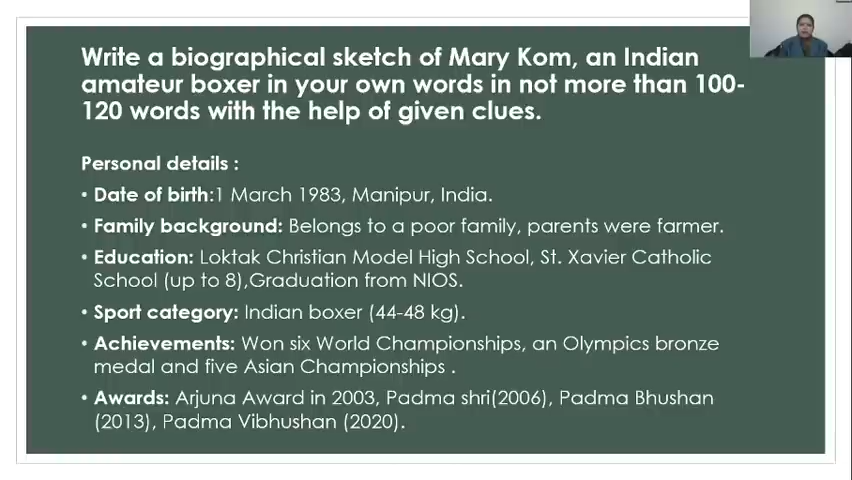 Write a biographical sketch of Mary Kom, an Indian
amateur boxer in your own words in not more than 100-
120 words with the help of given clues.
Personal details :
• Date of birth:1 March 1983, Manipur, India.
• Family background: Belongs to a poor family, parents were farmer.
• Education: Loktak Christian Model High School, St. Xavier Catholic
School (up to 8),Graduation from NIOS.
• Sport category: Indian boxer (44-48 kg).
• Achievements: Won six World Championships, an Olympics bronze
medal and five Asian Championships .
• Awards: Arjuna Award in 2003, Padma shri(2006), Padma Bhushan
(2013), Padma Vibhushan (2020).